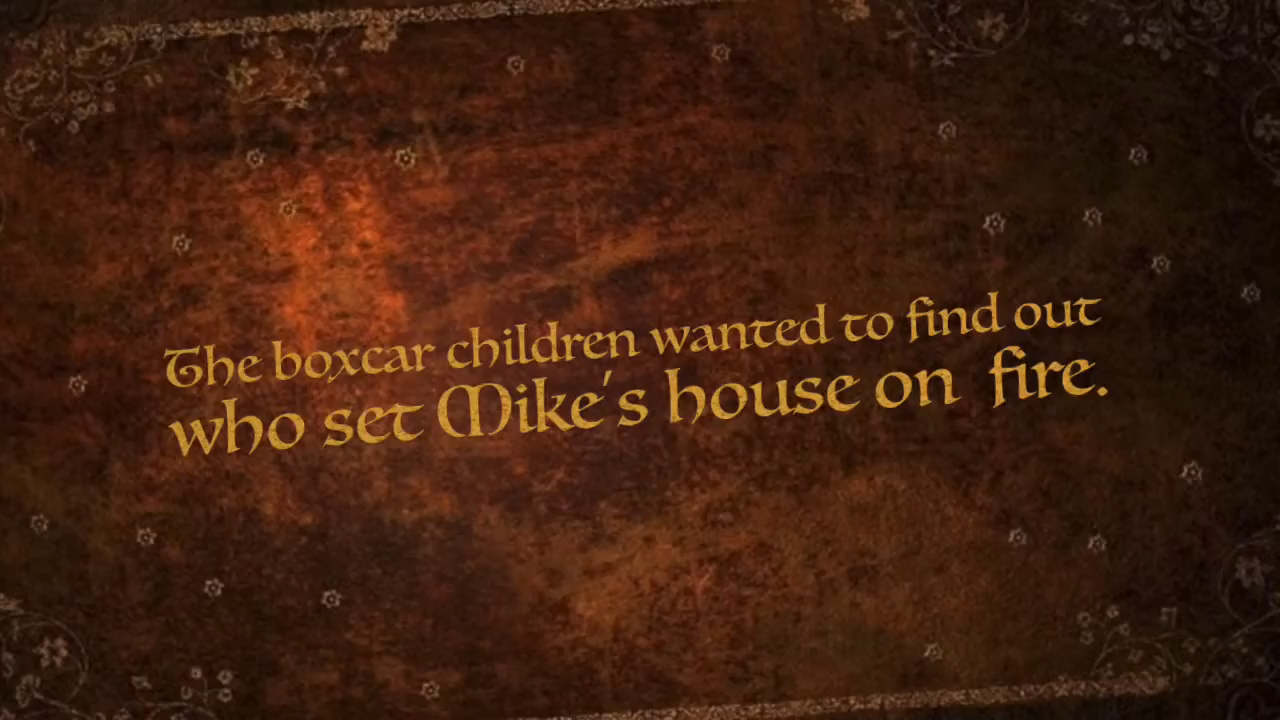 The boxcar children wanted to find out
who set Mike's house on fire.